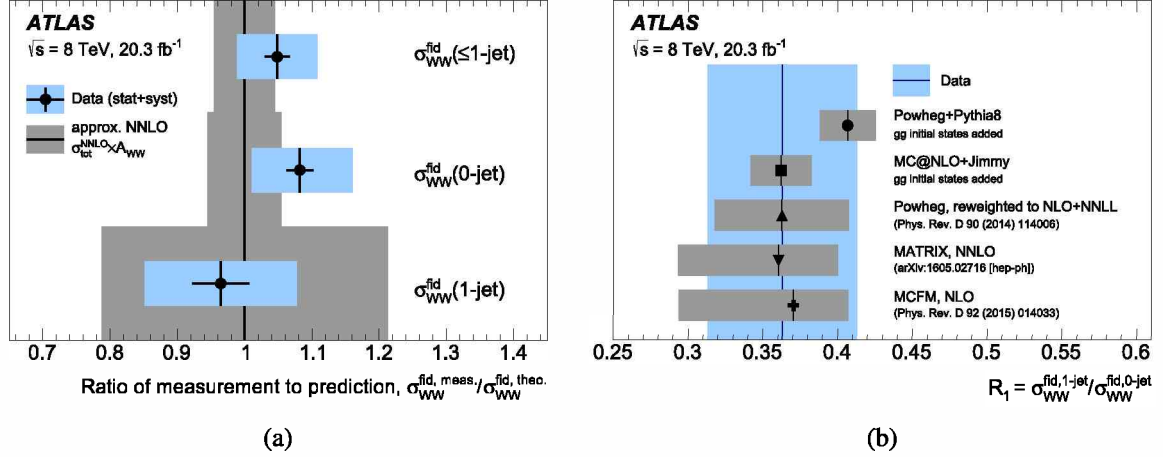 ATLAS
√s = 8 TeV, 20.3 fb⁻¹
σ_WW^fid(≤1-jet)
Data (stat+syst)
approx. NNLO
σ_tot^NNLO×A_WW
σ_WW^fid(0-jet)
σ_WW^fid(1-jet)
0.7 0.8 0.9 1 1.1 1.2 1.3 1.4
Ratio of measurement to prediction, σ_WW^fid, meas./σ_WW^fid, theo.
(a)
ATLAS
√s = 8 TeV, 20.3 fb⁻¹
Data
Powheg+Pythia8
gg initial states added
MC@NLO+Jimmy
gg initial states added
Powheg, reweighted to NLO+NNLL
(Phys. Rev. D 90 (2014) 114006)
MATRIX, NNLO
(arXiv:1605.02716 [hep-ph])
MCFM, NLO
(Phys. Rev. D 92 (2015) 014033)
0.25 0.3 0.35 0.4 0.45 0.5 0.55 0.6
R₁ = σ_WW^fid,1-jet/σ_WW^fid,0-jet
(b)